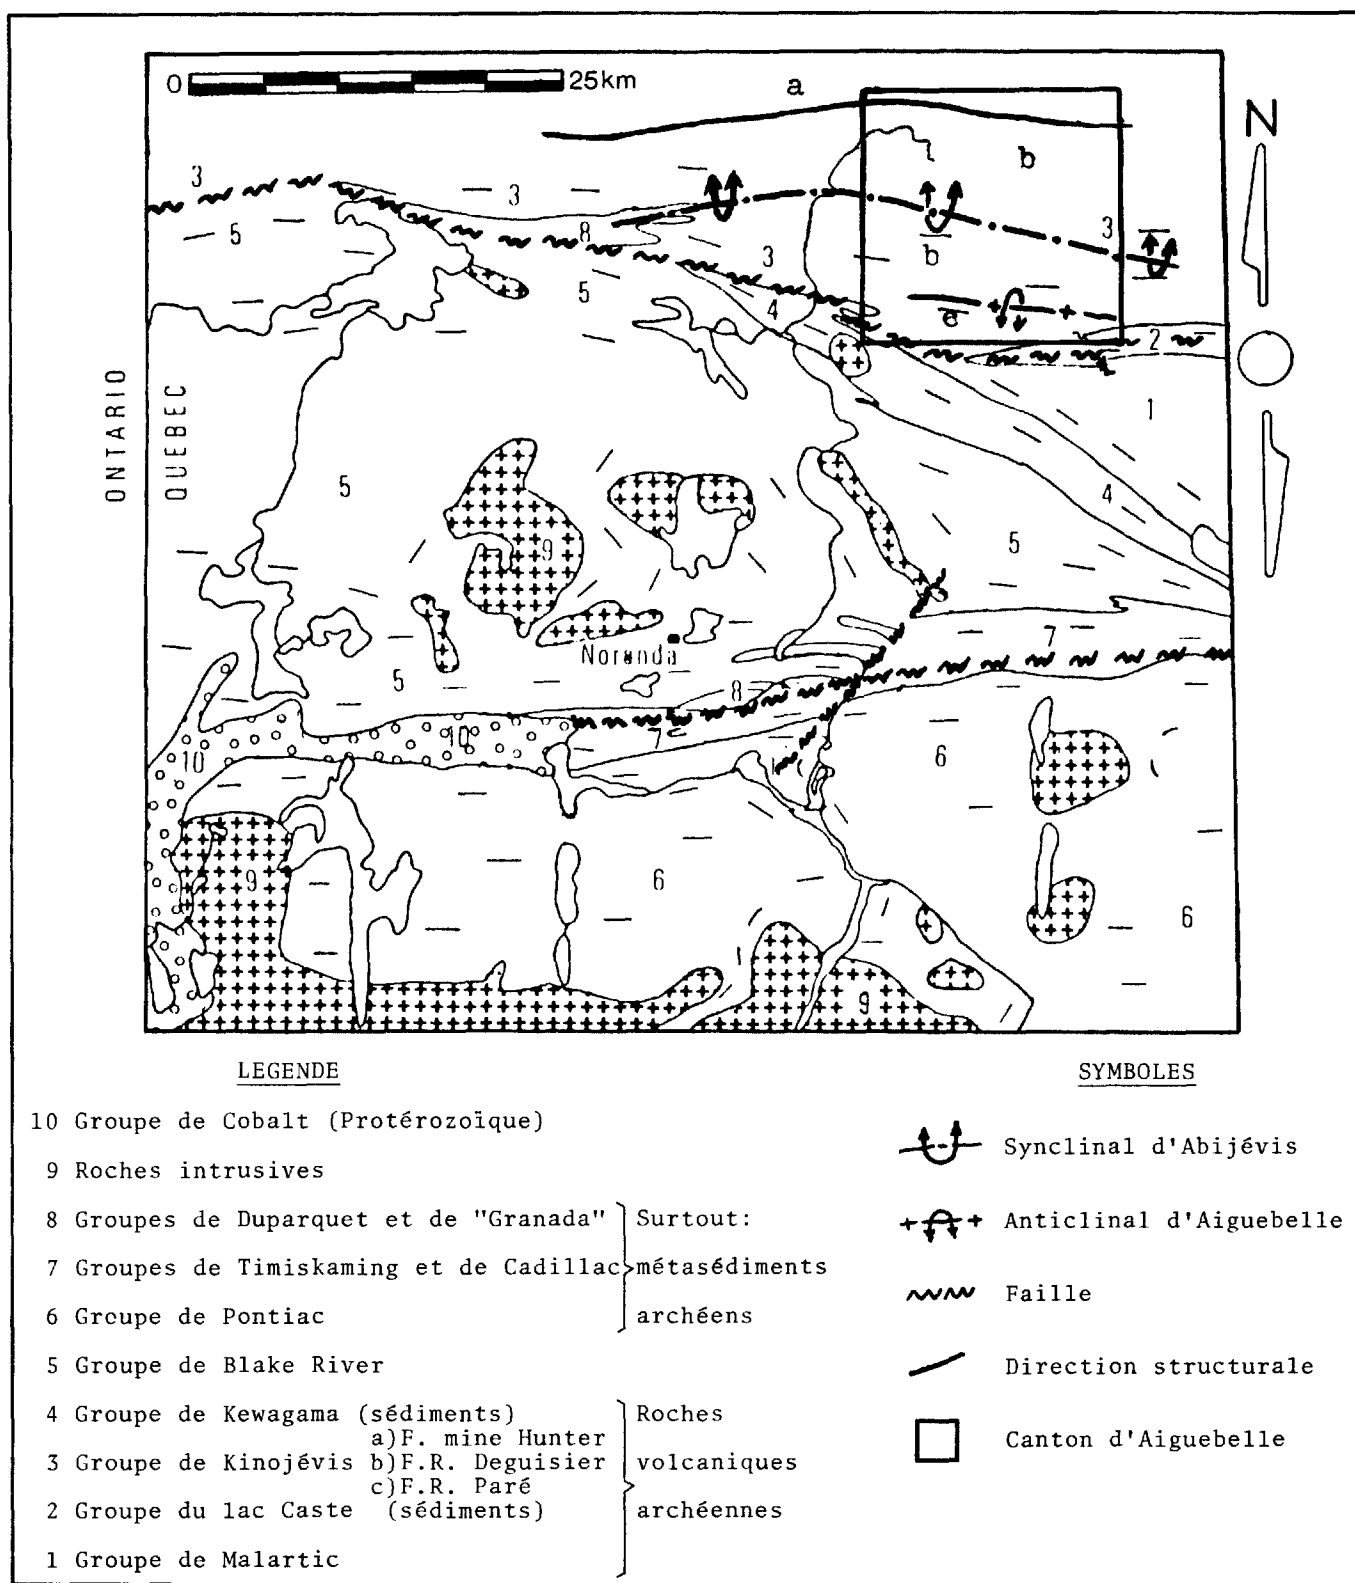 0 25km
a
N
3
1
b
3
5
8
3
b
3
5
4
c
2
ONTARIO
QUEBEC
1
5
4
9
5
7
Noranda
5
8
10
7
10
6
9
6
6
9
LEGENDE
10 Groupe de Cobalt (Protérozoïque)
9 Roches intrusives
8 Groupes de Duparquet et de "Granada"
7 Groupes de Timiskaming et de Cadillac
6 Groupe de Pontiac
Surtout:
métasédiments
archéens
5 Groupe de Blake River
4 Groupe de Kewagama (sédiments)
a)F. mine Hunter
3 Groupe de Kinojévis b)F.R. Deguisier
c)F.R. Paré
2 Groupe du lac Caste (sédiments)
1 Groupe de Malartic
Roches
volcaniques
archéennes
SYMBOLES
Synclinal d'Abijévis
Anticlinal d'Aiguebelle
Faille
Direction structurale
Canton d'Aiguebelle